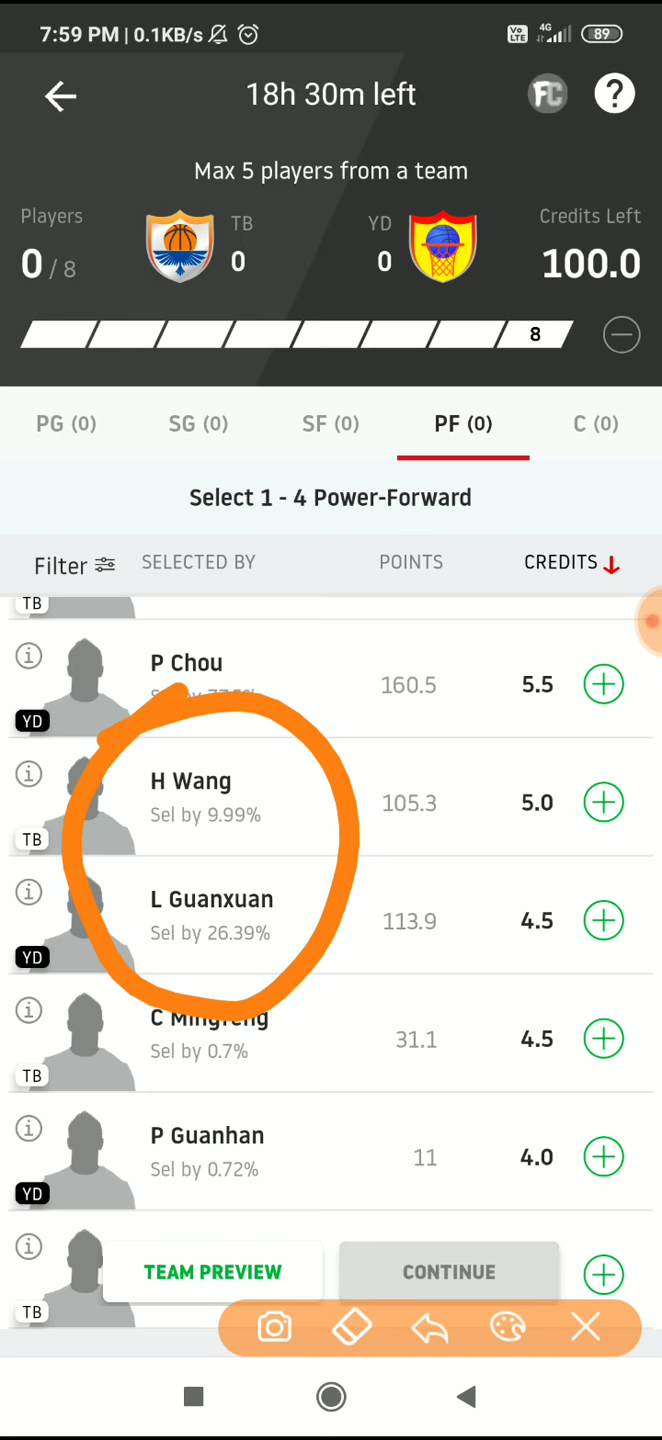 7:59 PM | 0.1KB/s
Vo LTE 4G 89
18h 30m left
FC ?
Max 5 players from a team
Players TB YD Credits Left
0 / 8 0 0 100.0
8
PG (0) SG (0) SF (0) PF (0) C (0)
Select 1 - 4 Power-Forward
Filter SELECTED BY POINTS CREDITS
TB
P Chou
160.5 5.5
YD
H Wang
Sel by 9.99% 105.3 5.0
TB
L Guanxuan
Sel by 26.39% 113.9 4.5
YD
C Mingfeng
Sel by 0.7% 31.1 4.5
TB
P Guanhan
Sel by 0.72% 11 4.0
YD
TEAM PREVIEW CONTINUE
TB